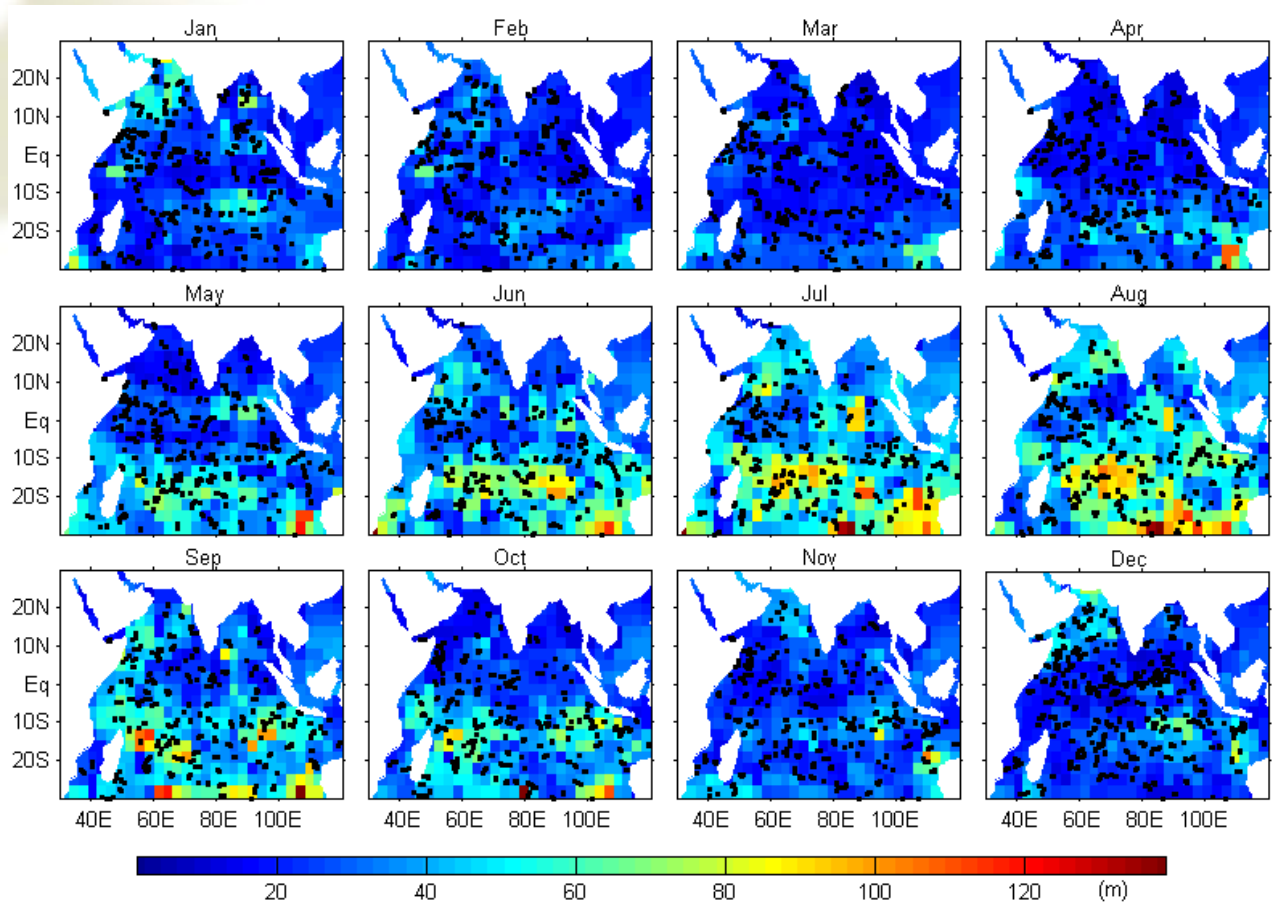 Jan Feb Mar Apr
20N
10N
Eq
10S
20S
May Jun Jul Aug
20N
10N
Eq
10S
20S
Sep Oct Nov Dec
20N
10N
Eq
10S
20S
40E 60E 80E 100E 40E 60E 80E 100E 40E 60E 80E 100E 40E 60E 80E 100E
20 40 60 80 100 120 (m)